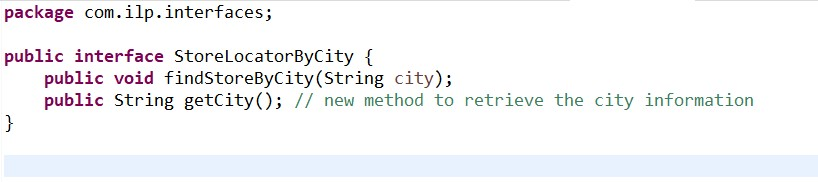 package com.ilp.interfaces;
public interface StoreLocatorByCity {
public void findStoreByCity(String city);
public String getCity(); // new method to retrieve the city information
}